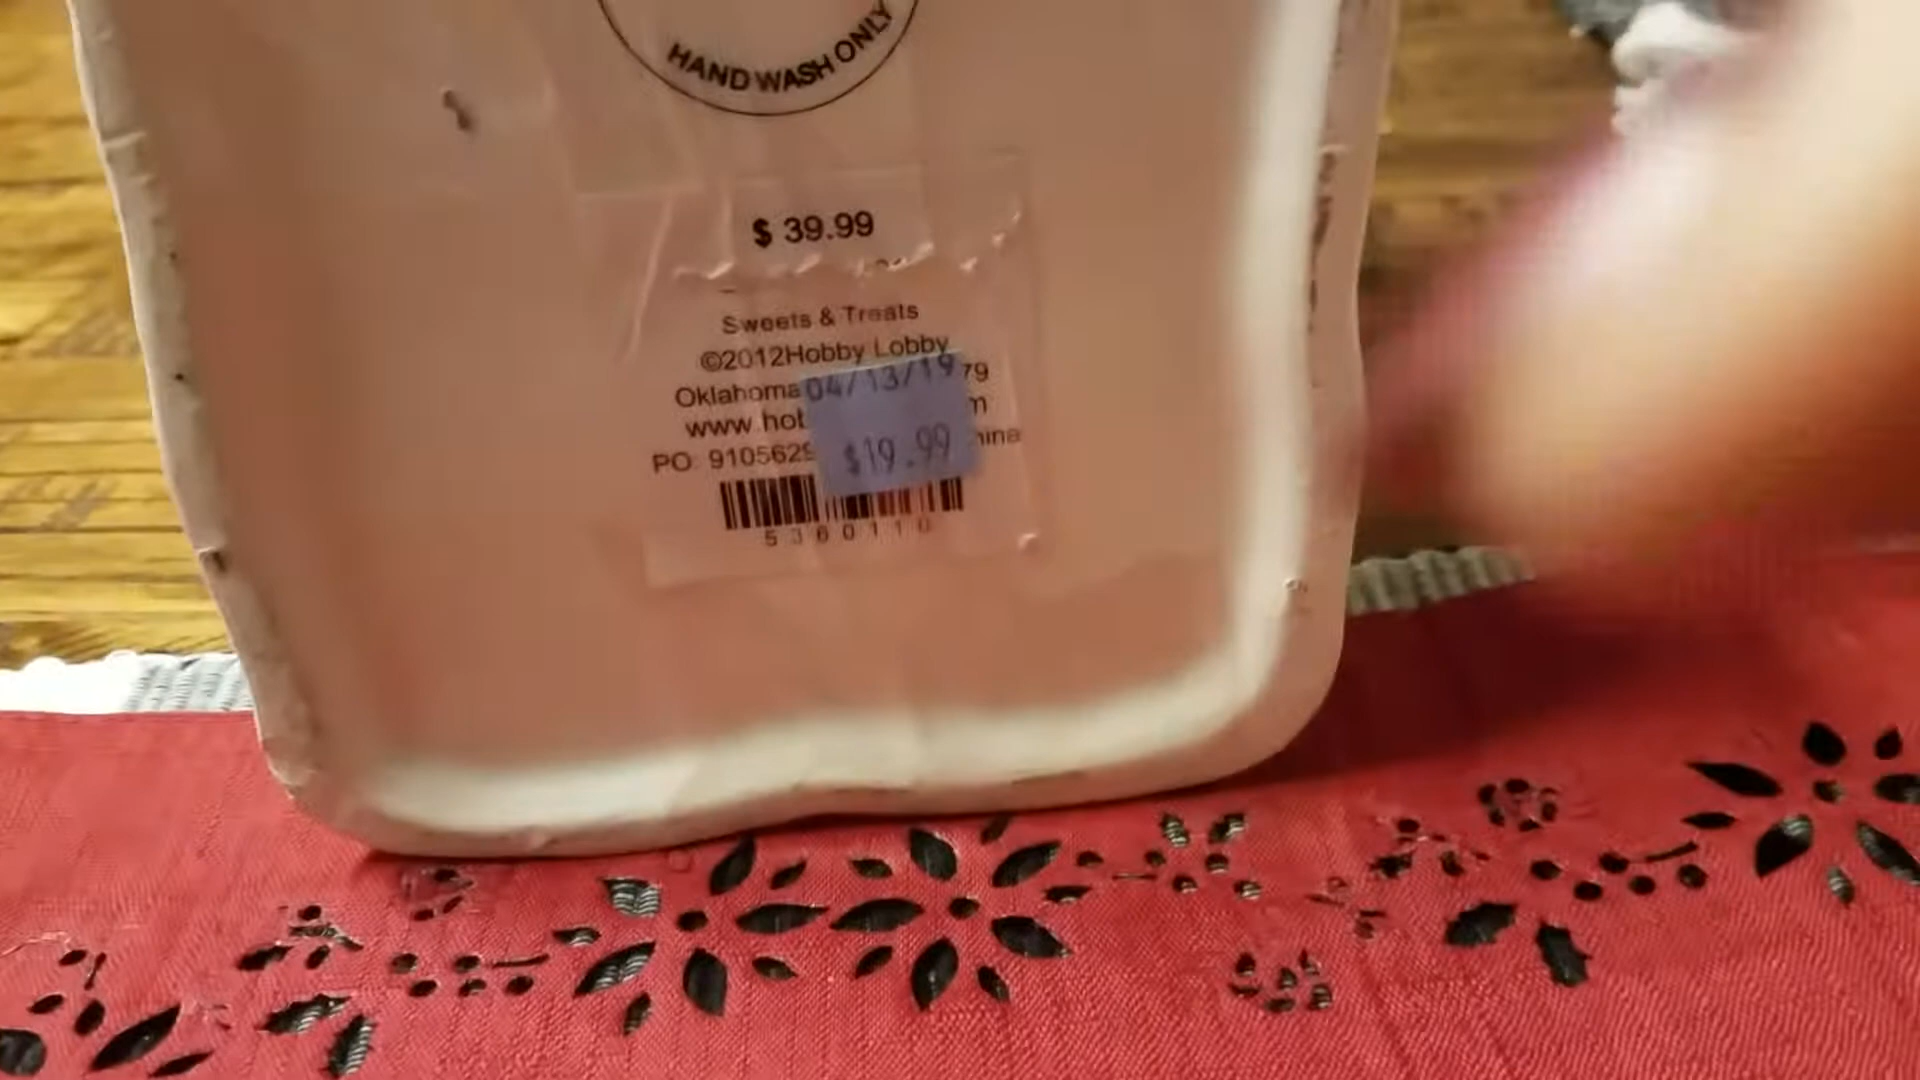 HAND WASH ONLY
$ 39.99
Sweets & Treats
©2012Hobby Lobby
Oklahoma 04/13/19 79
www.hob m
$19.99
PO: 9105629 hina
5360110